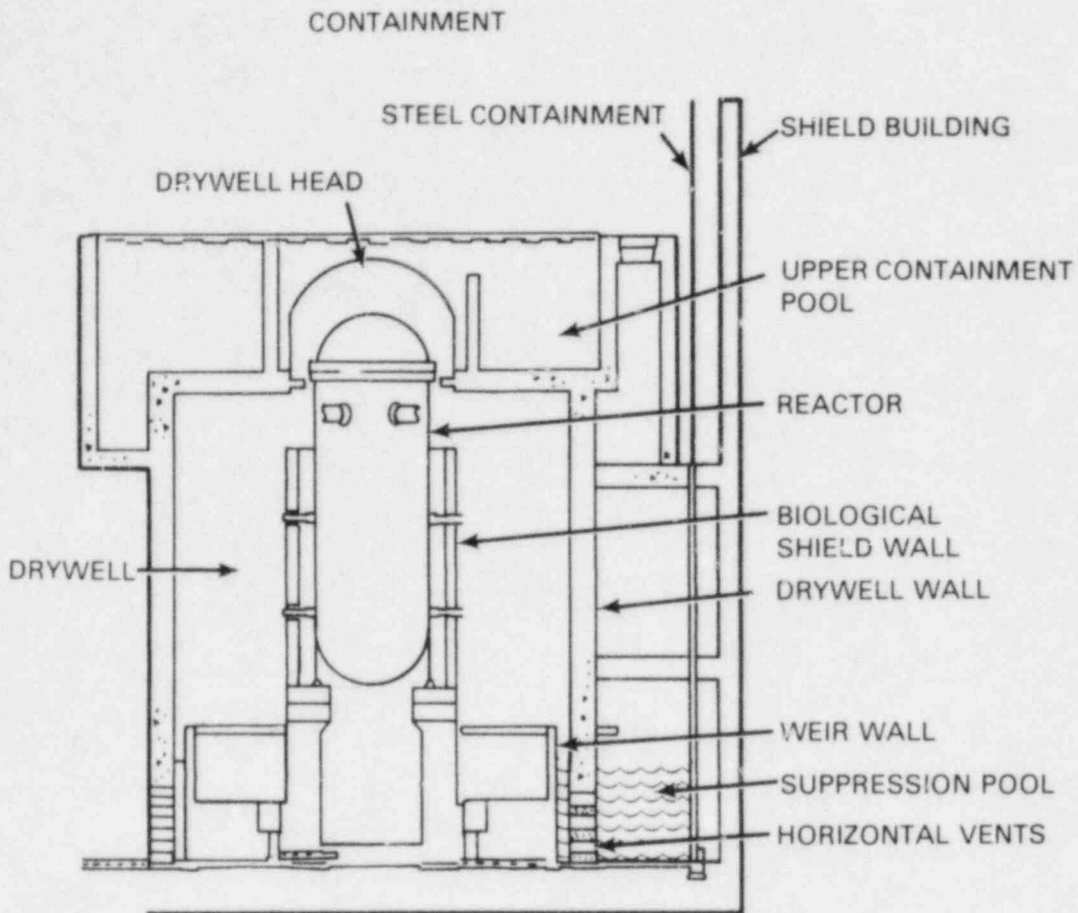 CONTAINMENT
STEEL CONTAINMENT
SHIELD BUILDING
DRYWELL HEAD
UPPER CONTAINMENT
POOL
REACTOR
BIOLOGICAL
SHIELD WALL
DRYWELL
DRYWELL WALL
WEIR WALL
SUPPRESSION POOL
HORIZONTAL VENTS